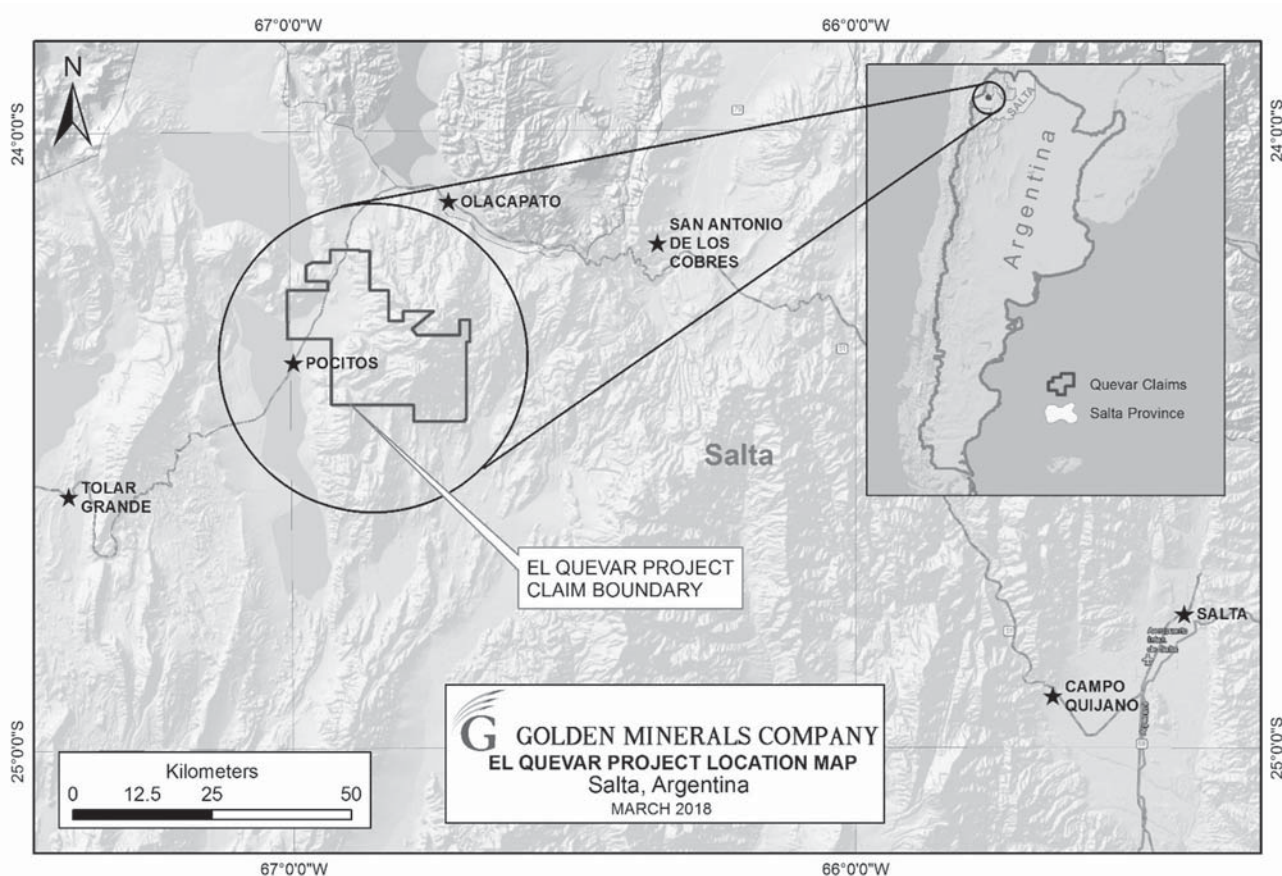 67°0'0"W
66°0'0"W
N
24°0'0"S
24°0'0"S
SALTA
Argentina
Quevar Claims
Salta Province
OLACAPATO
SAN ANTONIO
DE LOS
COBRES
POCITOS
Salta
TOLAR
GRANDE
EL QUEVAR PROJECT
CLAIM BOUNDARY
SALTA
CAMPO
QUIJANO
G GOLDEN MINERALS COMPANY
EL QUEVAR PROJECT LOCATION MAP
Salta, Argentina
MARCH 2018
Kilometers
0 12.5 25 50
25°0'0"S
25°0'0"S
67°0'0"W
66°0'0"W